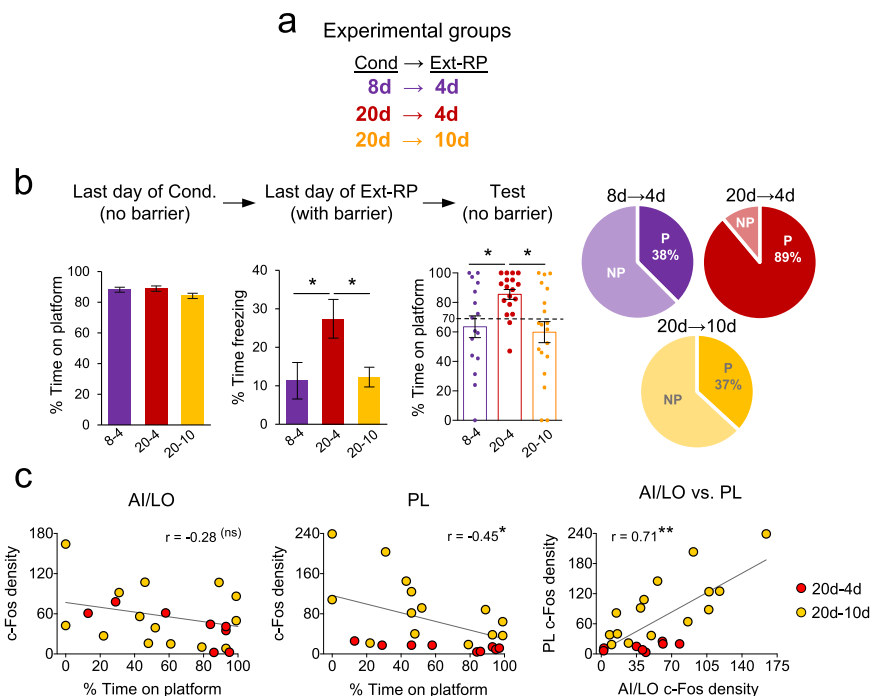 a
Experimental groups
Cond → Ext-RP
8d → 4d
20d → 4d
20d → 10d
b
Last day of Cond.
(no barrier)
Last day of Ext-RP
(with barrier)
Test
(no barrier)
% Time on platform
100
80
60
40
20
0
8-4
20-4
20-10
% Time freezing
40
30
20
10
0
*
*
8-4
20-4
20-10
% Time on platform
100
80
70
60
40
20
0
*
*
8-4
20-4
20-10
8d→4d
P
38%
NP
20d→4d
NP
P
89%
20d→10d
P
37%
NP
c
AI/LO
r = -0.28 (ns)
c-Fos density
180
120
60
0
0 20 40 60 80 100
% Time on platform
PL
r = -0.45*
c-Fos density
240
160
80
0
0 20 40 60 80 100
% Time on platform
AI/LO vs. PL
r = 0.71**
PL c-Fos density
240
200
160
120
80
40
0
0 35 70 105 140 175
AI/LO c-Fos density
20d-4d
20d-10d